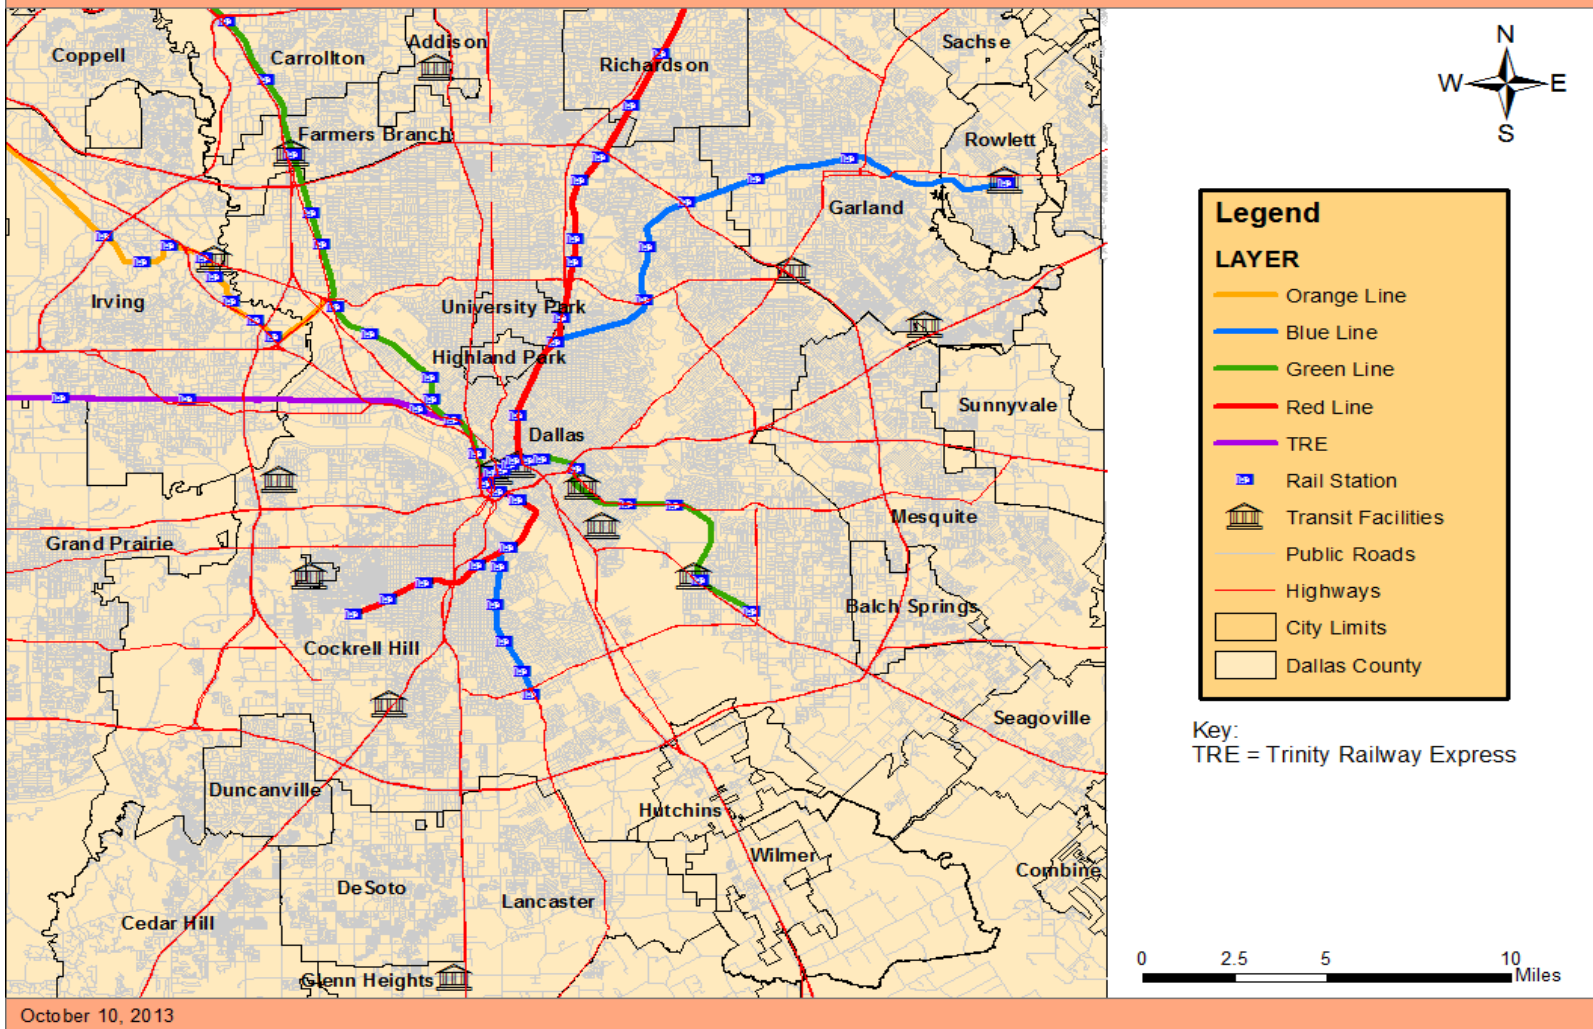 Coppell
Carrollton
Addison
Richardson
Sachse
Farmers Branch
Rowlett
Garland
Irving
University Park
Highland Park
Sunnyvale
Dallas
Mesquite
Grand Prairie
Balch Springs
Cockrell Hill
Seagoville
Duncanville
Hutchins
Wilmer
Combine
DeSoto
Lancaster
Cedar Hill
Glenn Heights
N
W E
S
Legend
LAYER
Orange Line
Blue Line
Green Line
Red Line
TRE
Rail Station
Transit Facilities
Public Roads
Highways
City Limits
Dallas County
Key:
TRE = Trinity Railway Express
0 2.5 5 10
Miles
October 10, 2013